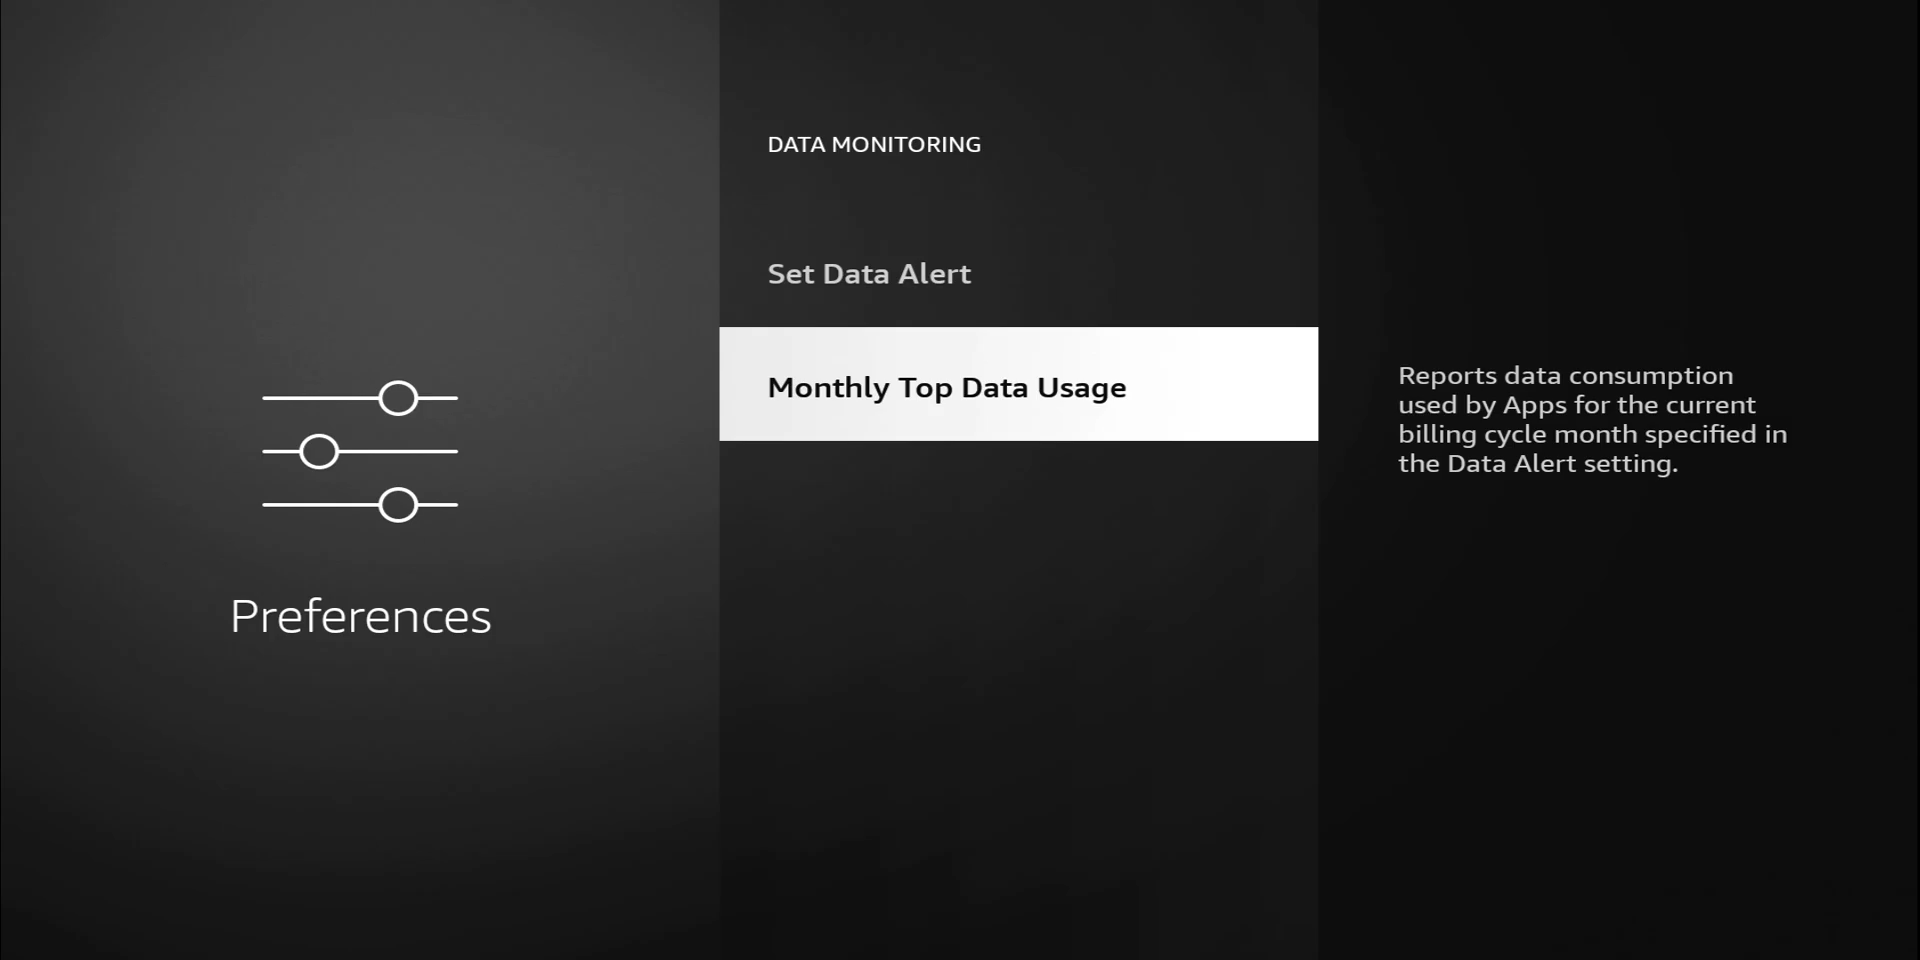 DATA MONITORING
Set Data Alert
Monthly Top Data Usage
Reports data consumption
used by Apps for the current
billing cycle month specified in
the Data Alert setting.
Preferences